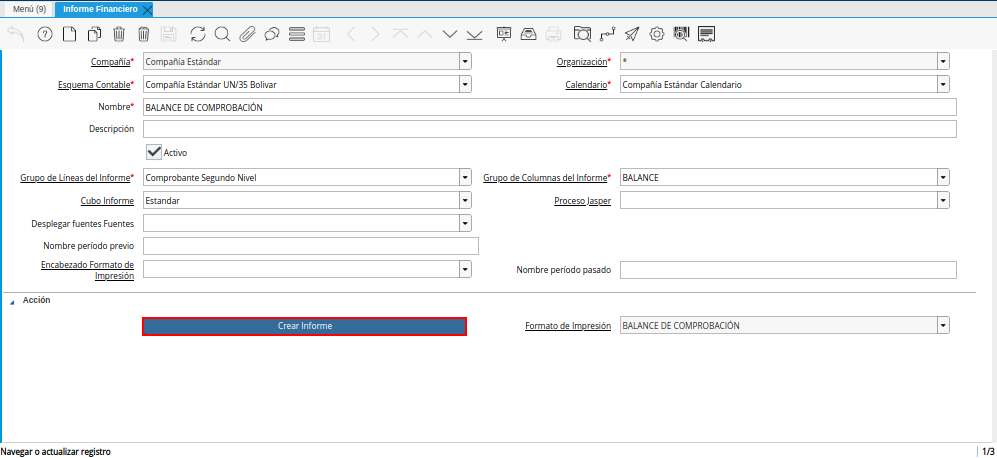 Menú (9) Informe Financiero
Compañía* Compañía Estándar Organización* *
Esquema Contable* Compañía Estándar UN/35 Bolivar Calendario* Compañía Estándar Calendario
Nombre* BALANCE DE COMPROBACIÓN
Descripción
Activo
Grupo de Líneas del Informe* Comprobante Segundo Nivel Grupo de Columnas del Informe* BALANCE
Cubo Informe Estandar Proceso Jasper
Desplegar fuentes Fuentes
Nombre período previo
Encabezado Formato de
Impresión Nombre período pasado
Acción
Crear Informe Formato de Impresión BALANCE DE COMPROBACIÓN
Navegar o actualizar registro 1/3